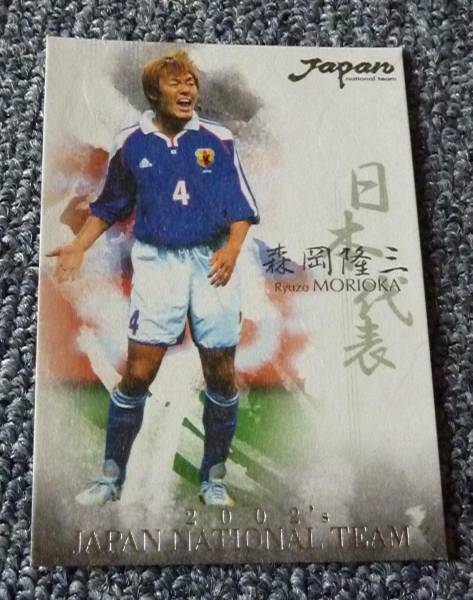 Japan
national team
4
日本代表
森岡隆三
Ryuzo MORIOKA
4
2002's
JAPAN NATIONAL TEAM